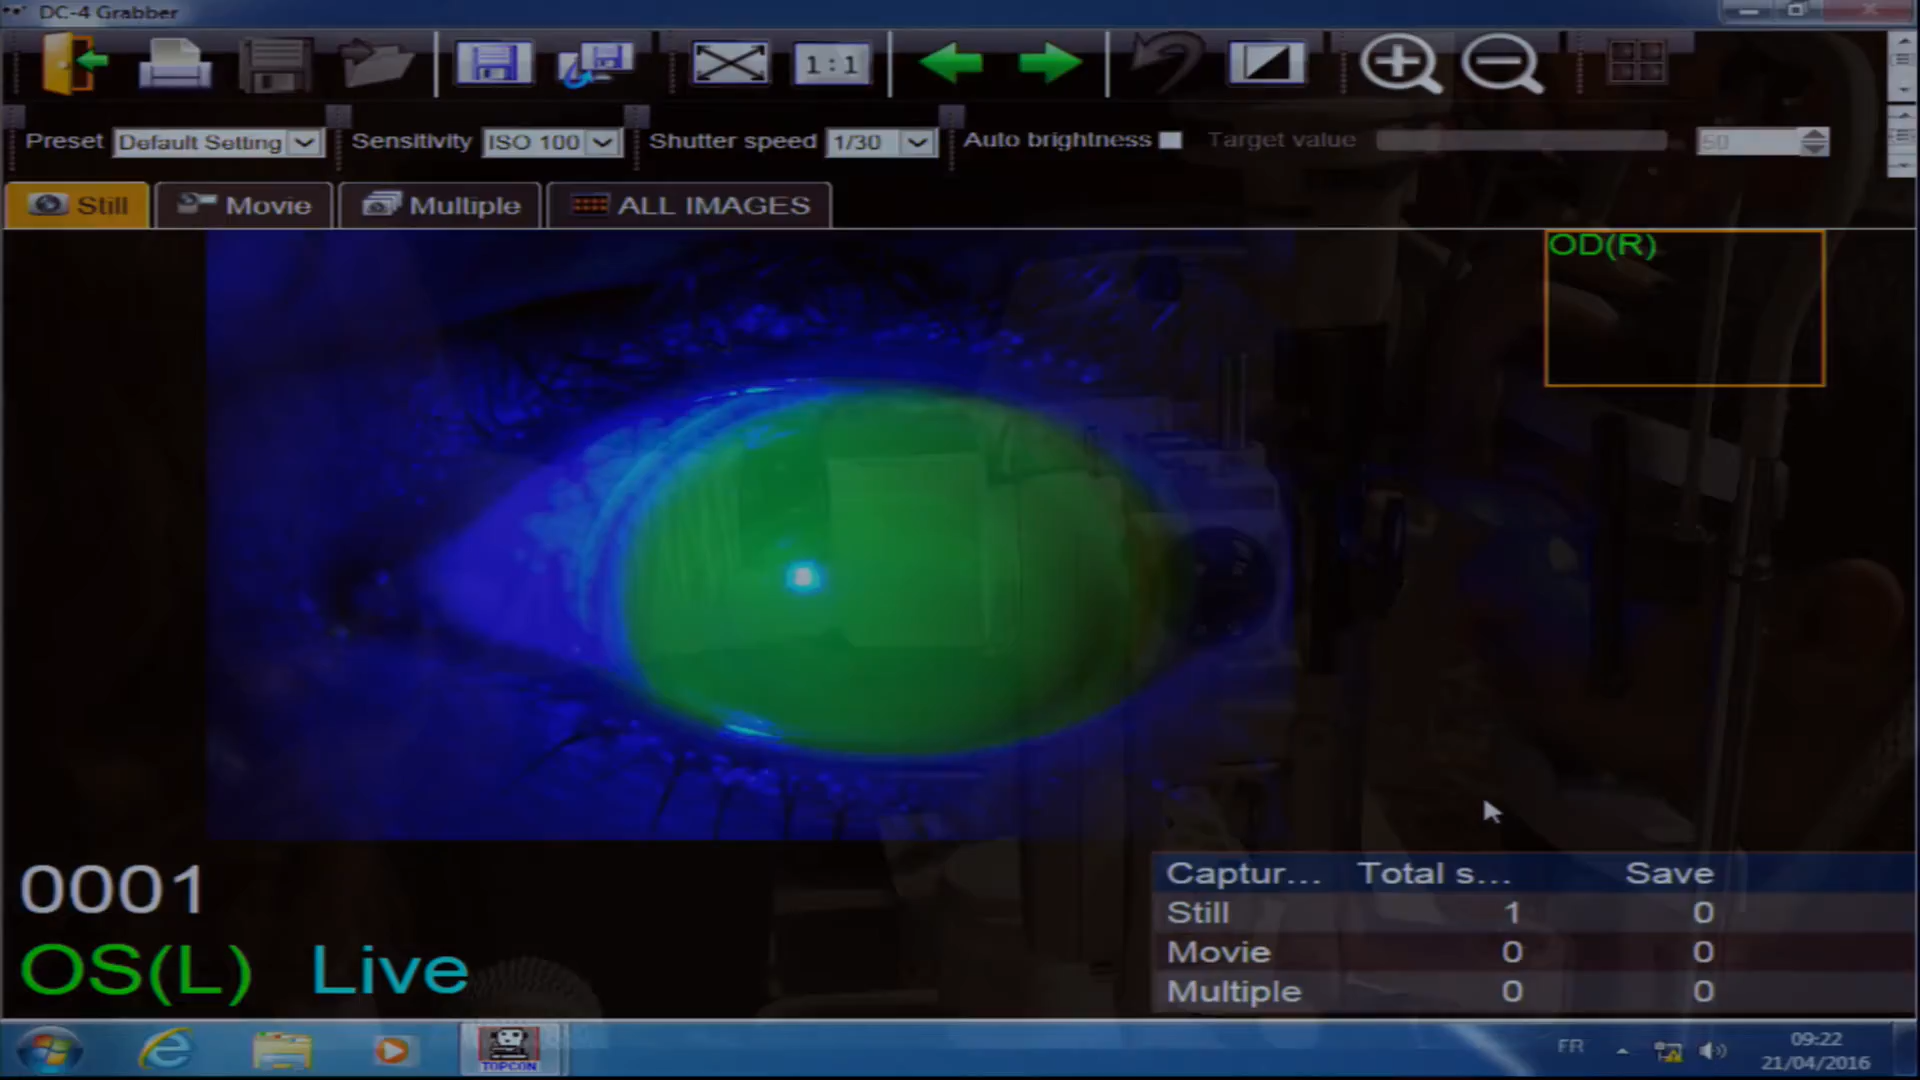 DC-4 Grabber
1:1
Preset Default Setting Sensitivity ISO 100 Shutter speed 1/30 Auto brightness Target value 50
Still Movie Multiple ALL IMAGES
OD(R)
0001
OS(L) Live
Captur... Total s... Save
Still 1 0
Movie 0 0
Multiple 0 0
TOPCON
FR
09:22
21/04/2016